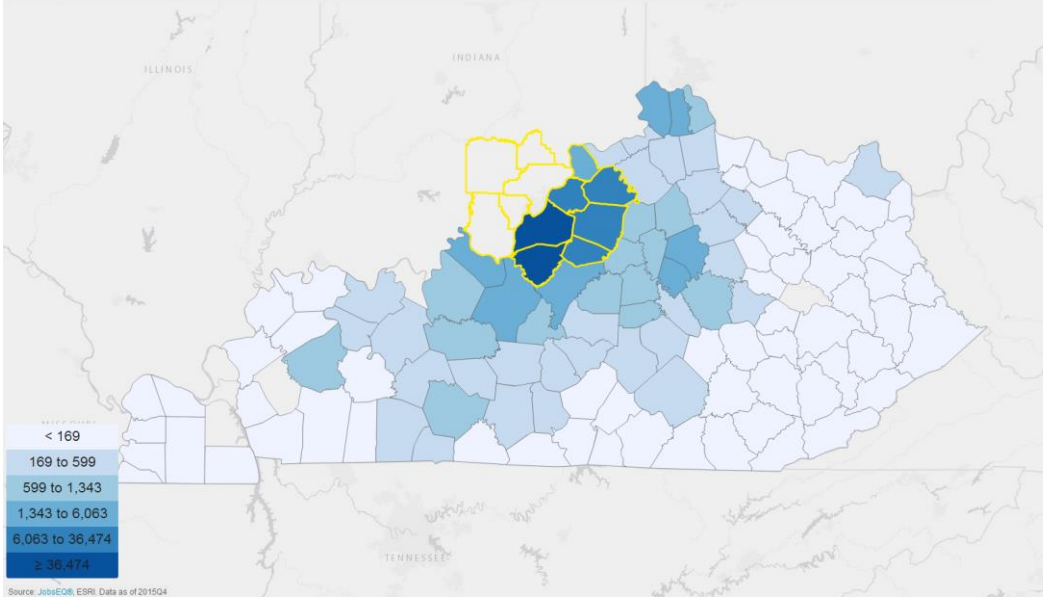 ILLINOIS
INDIANA
MISSOURI
< 169
169 to 599
599 to 1,343
1,343 to 6,063
6,063 to 36,474
≥ 36,474
TENNESSEE
Source: JobsEQ®, ESRI, Data as of 2015Q4